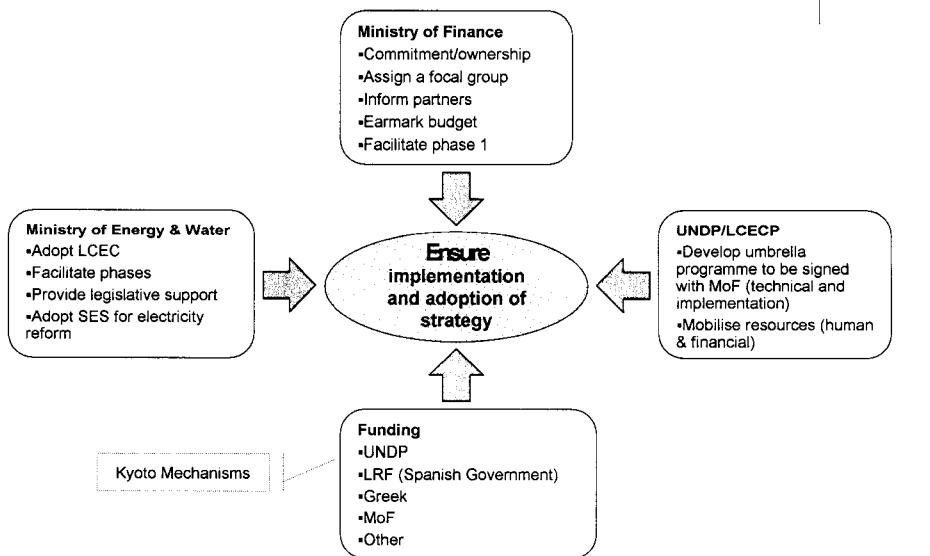 Ministry of Finance
▪Commitment/ownership
▪Assign a focal group
▪Inform partners
▪Earmark budget
▪Facilitate phase 1
Ministry of Energy & Water
▪Adopt LCEC
▪Facilitate phases
▪Provide legislative support
▪Adopt SES for electricity
reform
Ensure
implementation
and adoption of
strategy
UNDP/LCECP
▪Develop umbrella
programme to be signed
with MoF (technical and
implementation)
▪Mobilise resources (human
& financial)
Kyoto Mechanisms
Funding
▪UNDP
▪LRF (Spanish Government)
▪Greek
▪MoF
▪Other